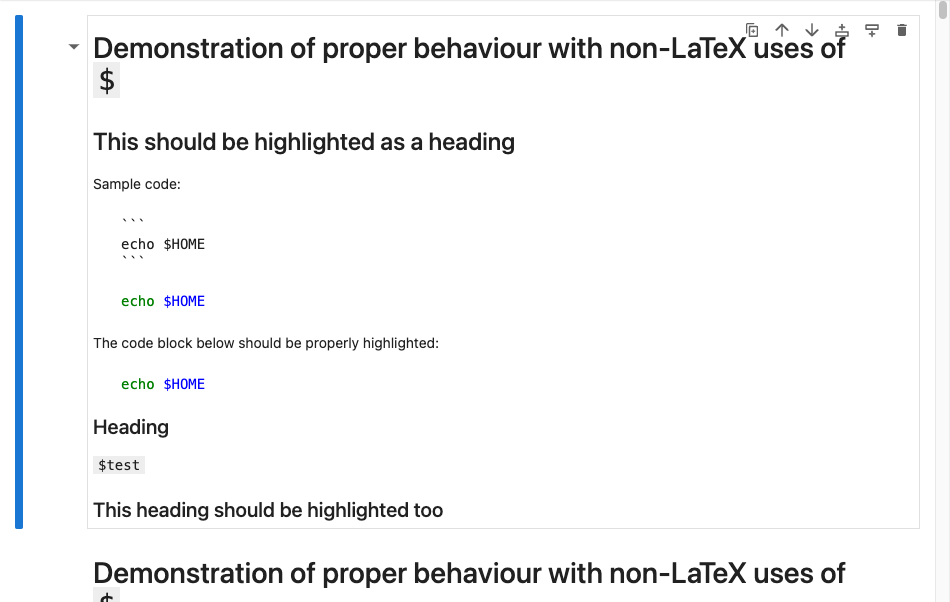 Demonstration of proper behaviour with non-LaTeX uses of
$
This should be highlighted as a heading
Sample code:
```
echo $HOME
```
echo $HOME
The code block below should be properly highlighted:
echo $HOME
Heading
$test
This heading should be highlighted too
Demonstration of proper behaviour with non-LaTeX uses of
$